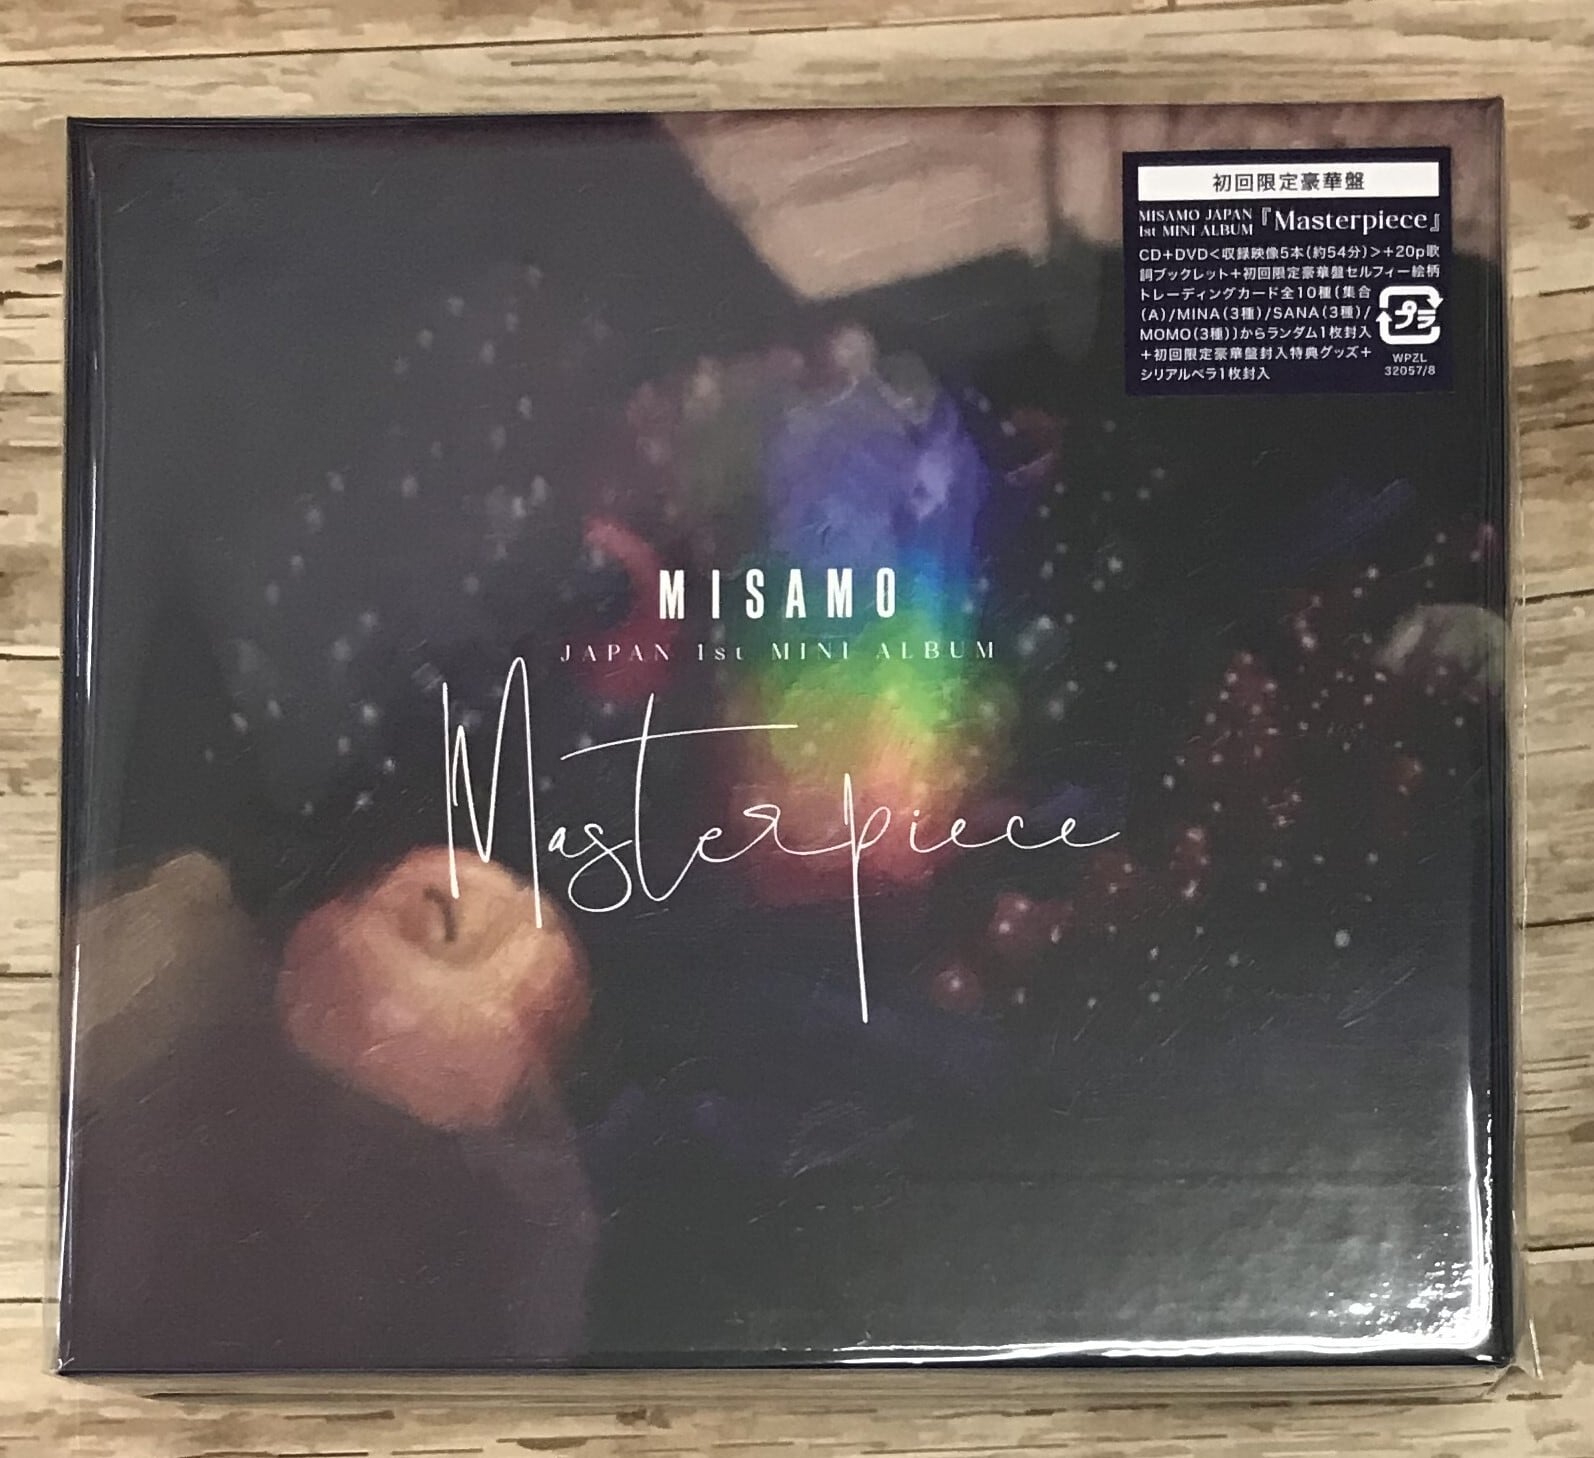 初回限定豪華盤
MISAMO JAPAN
1st MINI ALBUM『Masterpiece』
CD+DVD<収録映像5本(約54分)>+20p歌
詞ブックレット+初回限定豪華盤セルフィー絵柄
トレーディングカード全10種(集合
(A)/MINA(3種)/SANA(3種)/
MOMO(3種))からランダム1枚封入
+初回限定豪華盤封入特典グッズ+
シリアルペラ1枚封入
プラ
WPZL
32057/8
MISAMO
JAPAN 1st MINI ALBUM
Masterpiece